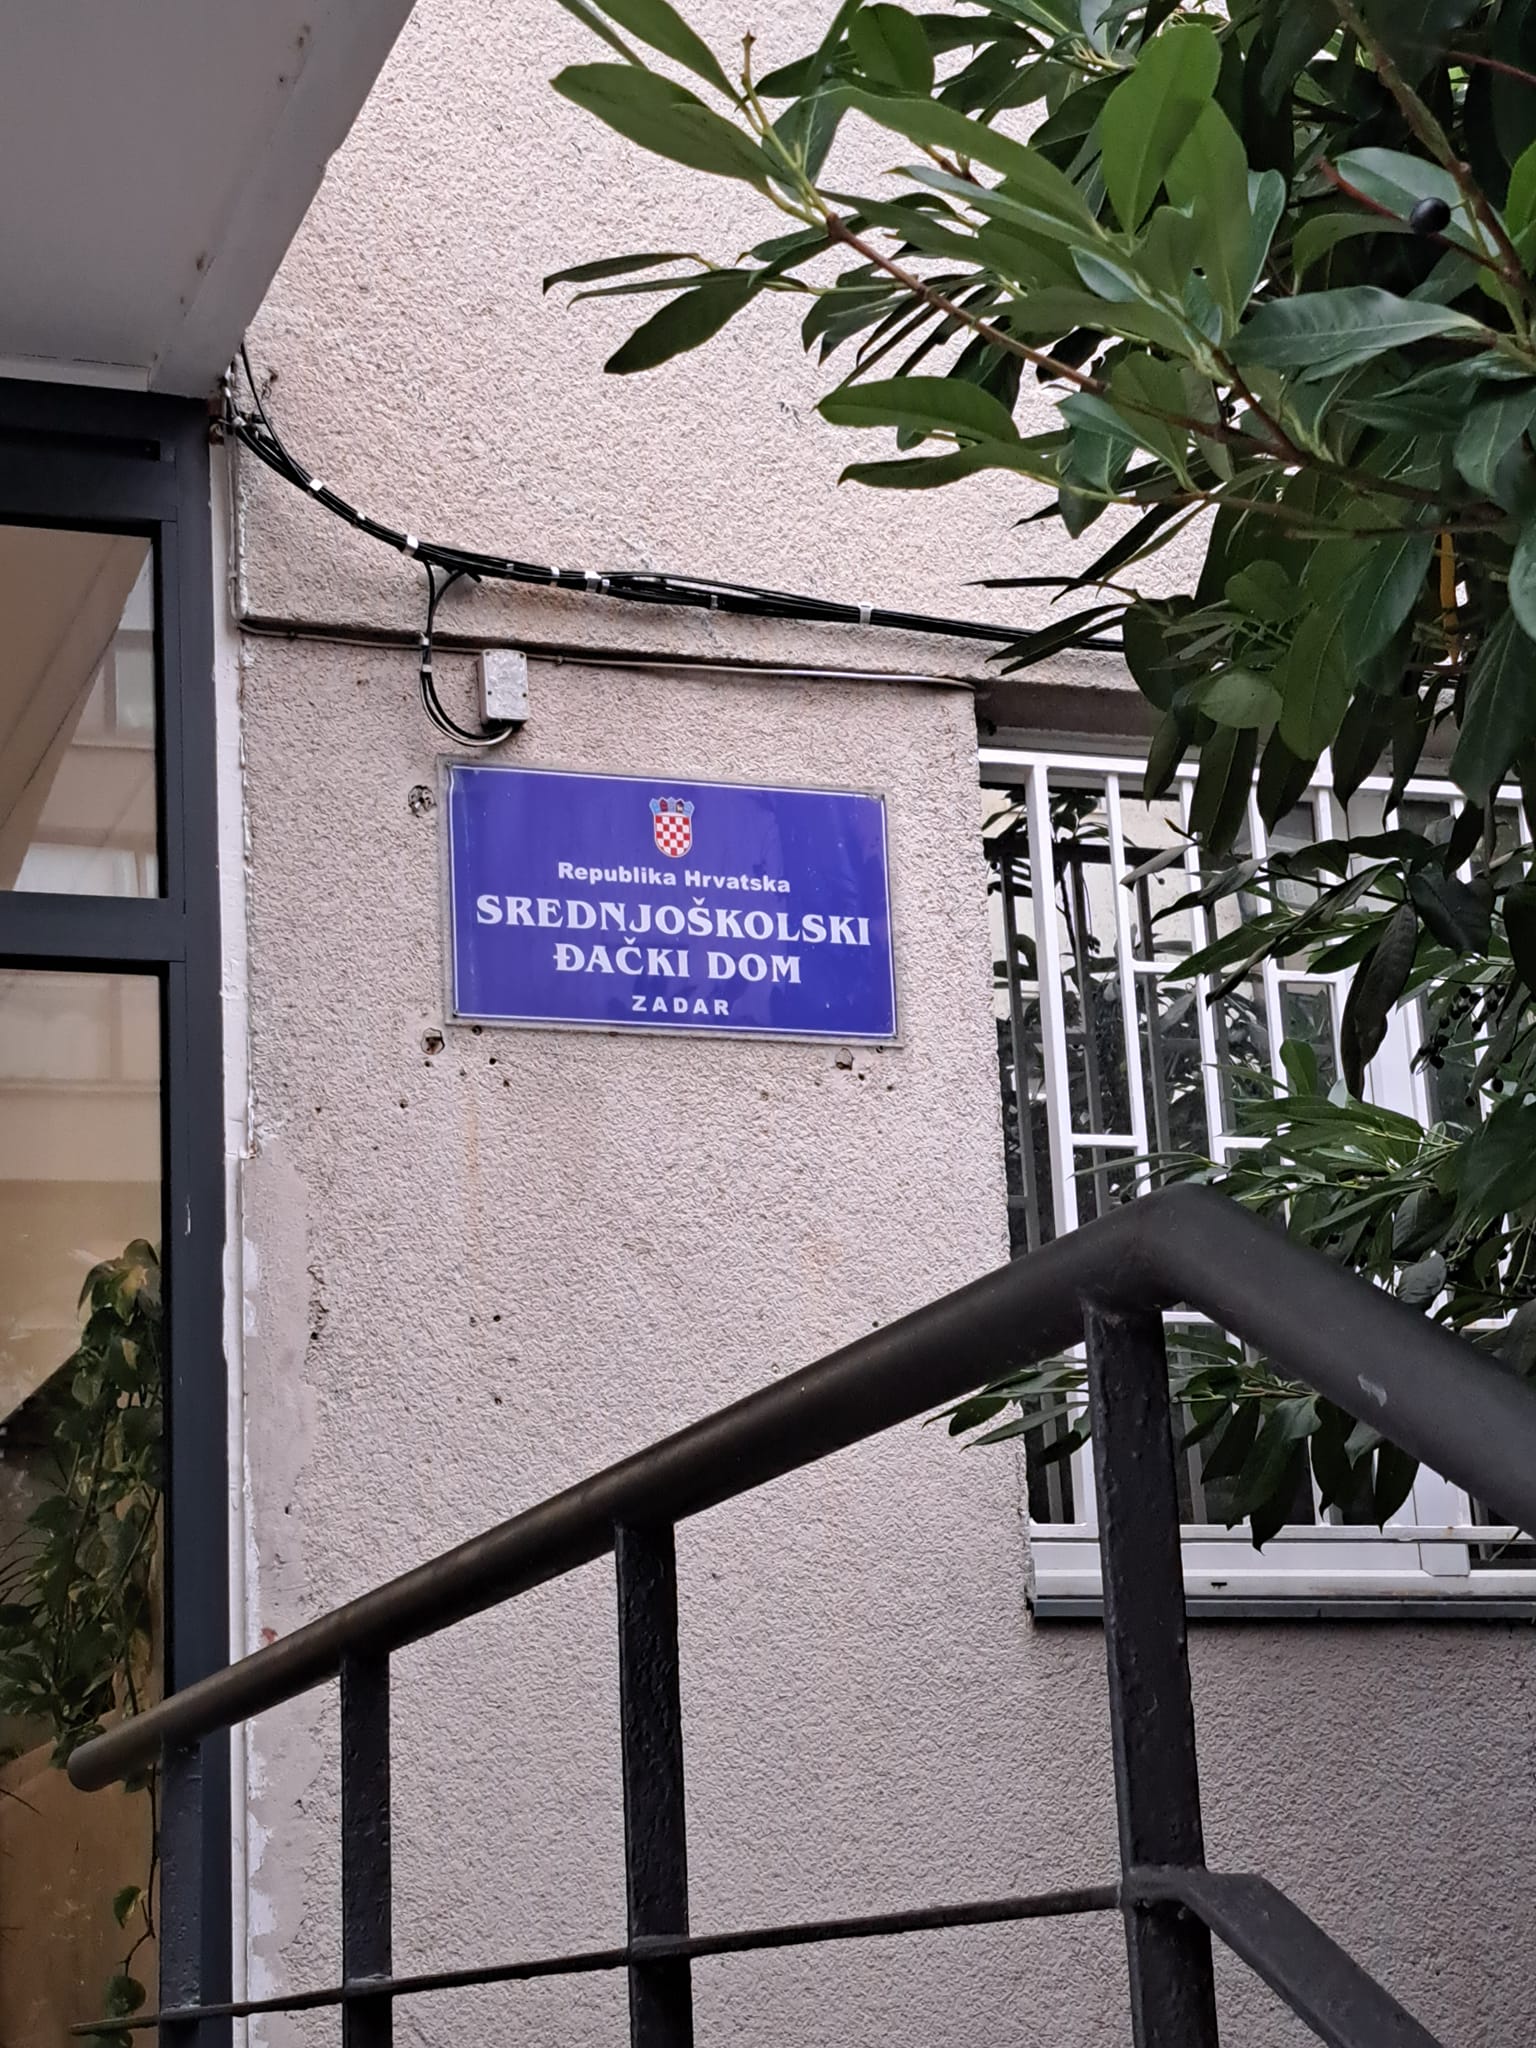 Republika Hrvatska
SREDNJOŠKOLSKI
ĐAČKI DOM
ZADAR